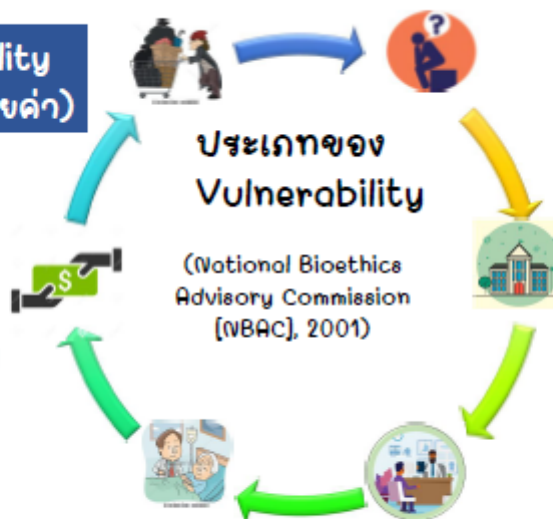 lity
ยค่า)
ประเภทของ
Vulnerability
(National Bioethics
Advisory Commission
[NBAC], 2001)
?
$